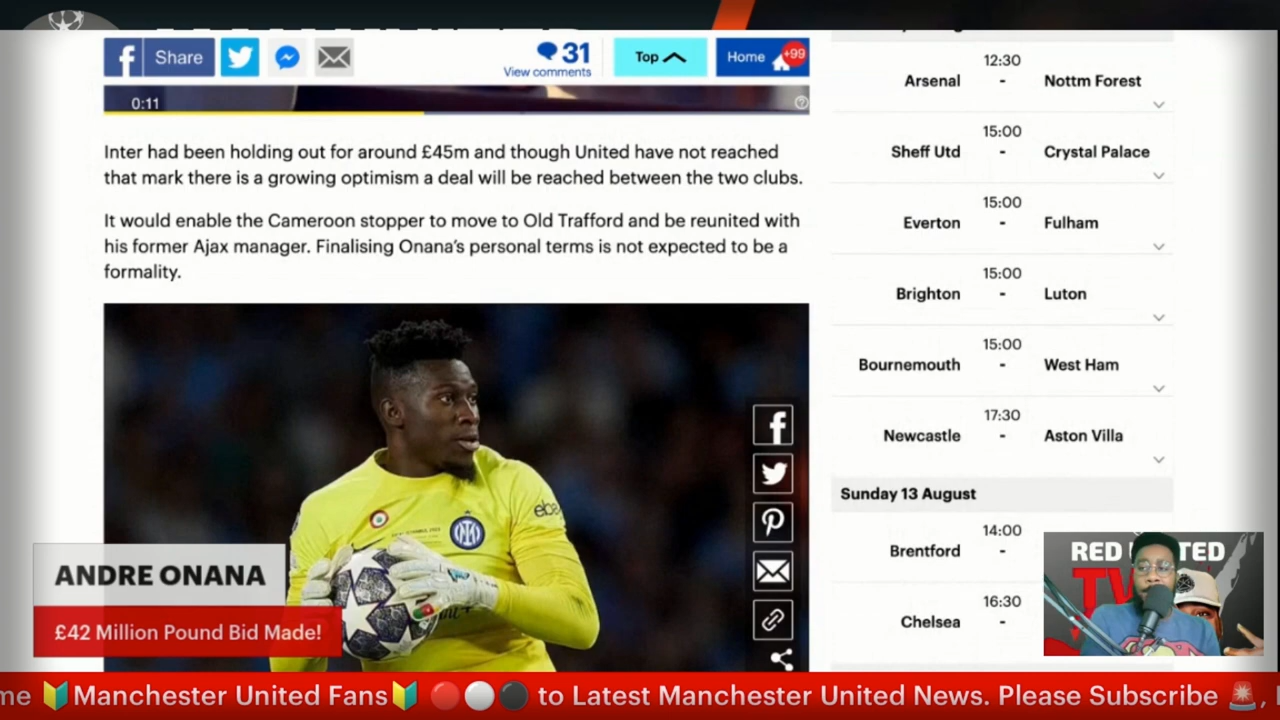 Share
31
View comments
Top
Home
+99
0:11
Inter had been holding out for around £45m and though United have not reached
that mark there is a growing optimism a deal will be reached between the two clubs.
It would enable the Cameroon stopper to move to Old Trafford and be reunited with
his former Ajax manager. Finalising Onana's personal terms is not expected to be a
formality.
12:30
Arsenal - Nottm Forest
15:00
Sheff Utd - Crystal Palace
15:00
Everton - Fulham
15:00
Brighton - Luton
15:00
Bournemouth - West Ham
17:30
Newcastle - Aston Villa
Sunday 13 August
14:00
Brentford -
16:30
Chelsea -
ANDRE ONANA
£42 Million Pound Bid Made!
RED UNITED
TV
me 🔰Manchester United Fans🔰 🔴⚪⚫ to Latest Manchester United News. Please Subscribe 🚨,